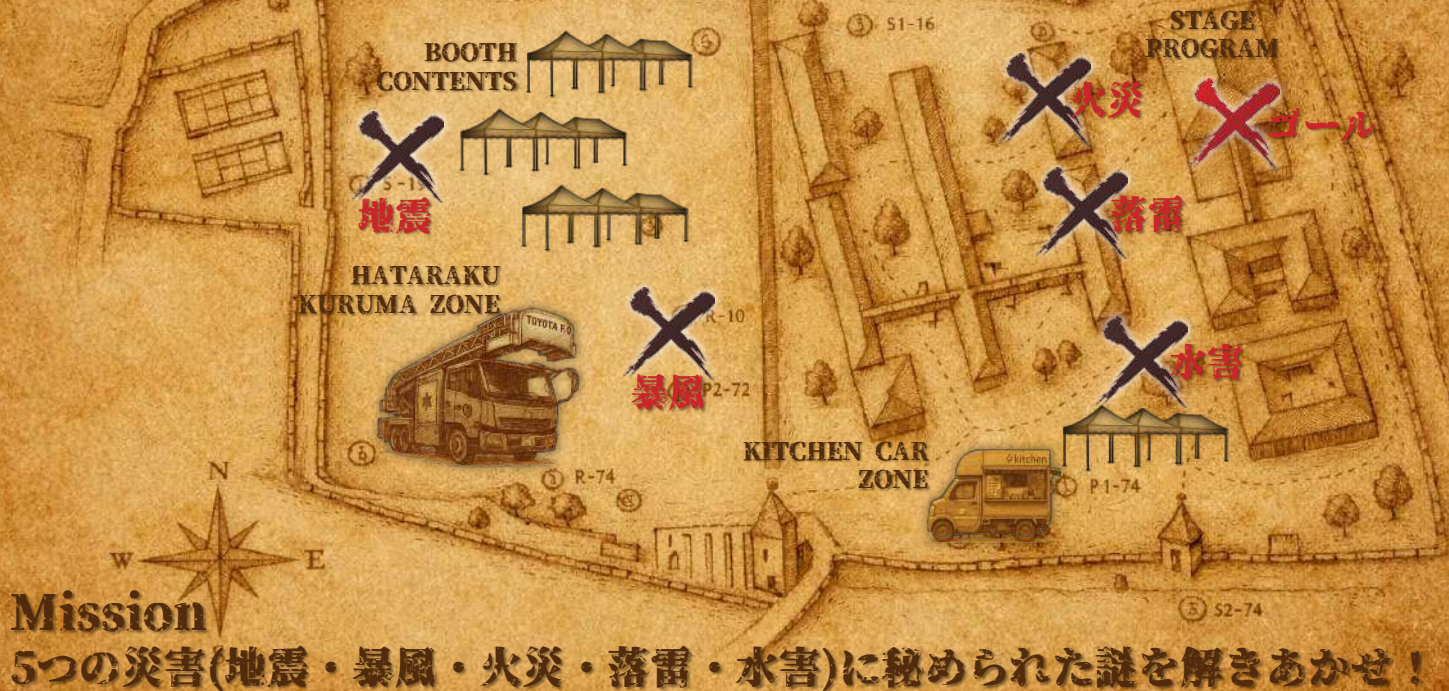 STAGE
PROGRAM
S1-16
BOOTH
CONTENTS
火災
ゴール
地震
落雷
HATARAKU
KURUMA ZONE
TOYOTA F.D
R-10
暴風
P2-72
水害
KITCHEN CAR
ZONE
kitchen
R-74
P1-74
N
W
E
S2-74
Mission
5つの災害(地震・暴風・火災・落雷・水害)に秘められた謎を解きあかせ！